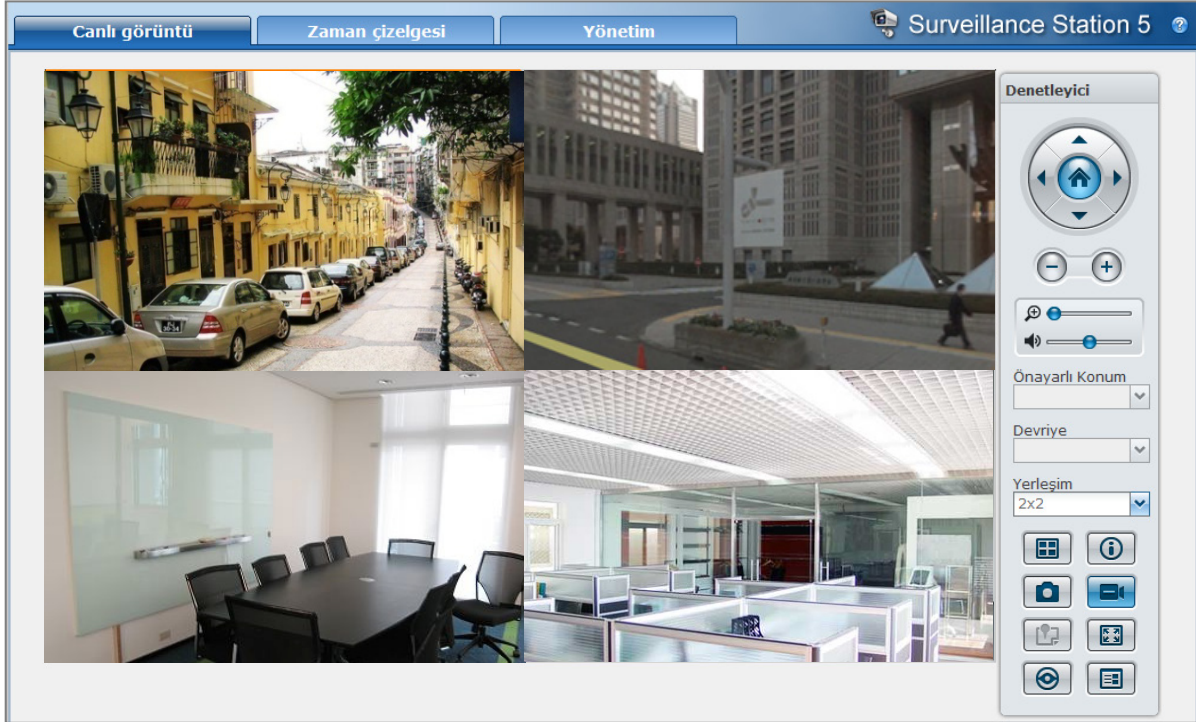 Canlı görüntü
Zaman çizelgesi
Yönetim
Surveillance Station 5
?
Denetleyici
Önayarlı Konum
Devriye
Yerleşim
2x2